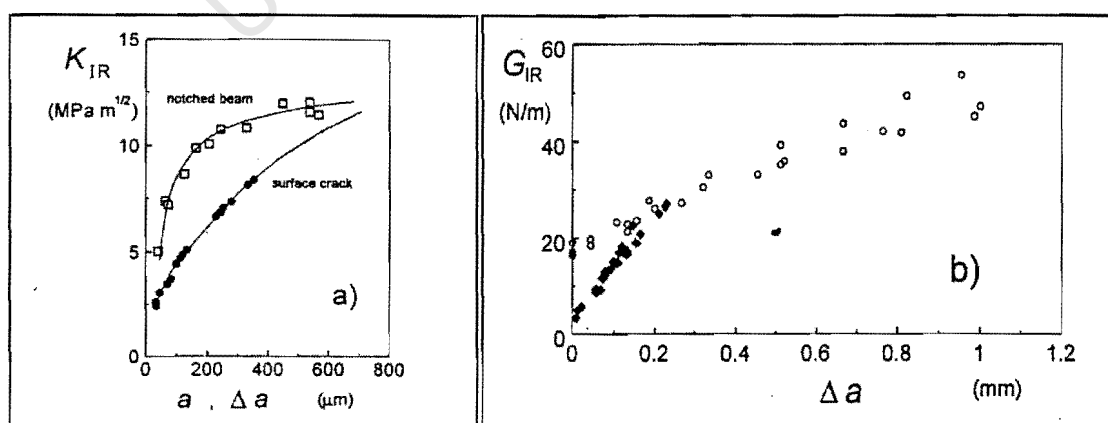 15
K_IR
(MPa m^1/2)
notched beam
10
surface crack
5
a)
0
0 200 400 600 800
a , Δa (μm)
60
G_IR
(N/m)
40
20
b)
0
0 0.2 0.4 0.6 0.8 1 1.2
Δa (mm)